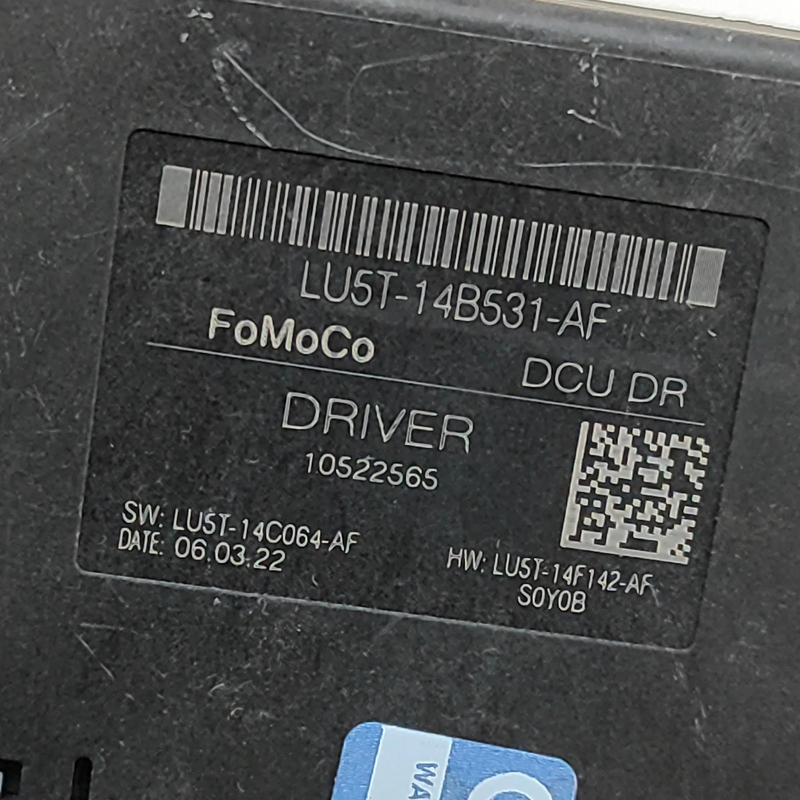 LU5T-14B531-AF
FoMoCo
DCU DR
DRIVER
10522565
SW: LU5T-14C064-AF
DATE: 06.03.22
HW: LU5T-14F142-AF
S0Y0B